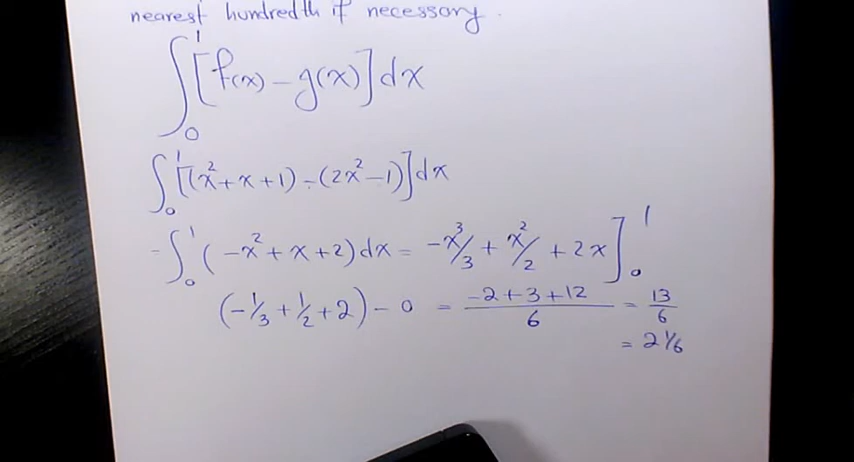 nearest hundredth if necessary.
∫₀¹ [f(x) - g(x)] dx
∫₀¹ [(x² + x + 1) - (2x² - 1)] dx
- ∫₀¹ (-x² + x + 2) dx = -x³/3 + x²/2 + 2x ]₀¹
(-1/3 + 1/2 + 2) - 0 = (-2 + 3 + 12)/6 = 13/6
= 2 1/6